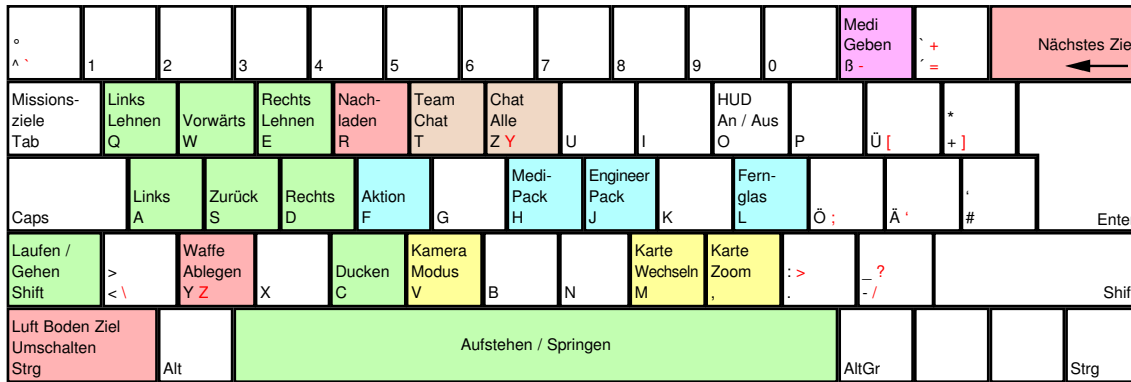 °
^ `
1
2
3
4
5
6
7
8
9
0
Medi
Geben
ß -
` +
´ =
Nächstes Zie
Missions-
ziele
Tab
Links
Lehnen
Q
Vorwärts
W
Rechts
Lehnen
E
Nach-
laden
R
Team
Chat
T
Chat
Alle
Z Y
U
I
HUD
An / Aus
O
P
Ü [
*
+ ]
Caps
Links
A
Zurück
S
Rechts
D
Aktion
F
G
Medi-
Pack
H
Engineer
Pack
J
K
Fern-
glas
L
Ö ;
Ä '
‘
#
Enter
Laufen /
Gehen
Shift
>
< \
Waffe
Ablegen
Y Z
X
Ducken
C
Kamera
Modus
V
B
N
Karte
Wechseln
M
Karte
Zoom
,
: >
.
_ ?
- /
Shif
Luft Boden Ziel
Umschalten
Strg
Alt
Aufstehen / Springen
AltGr
Strg